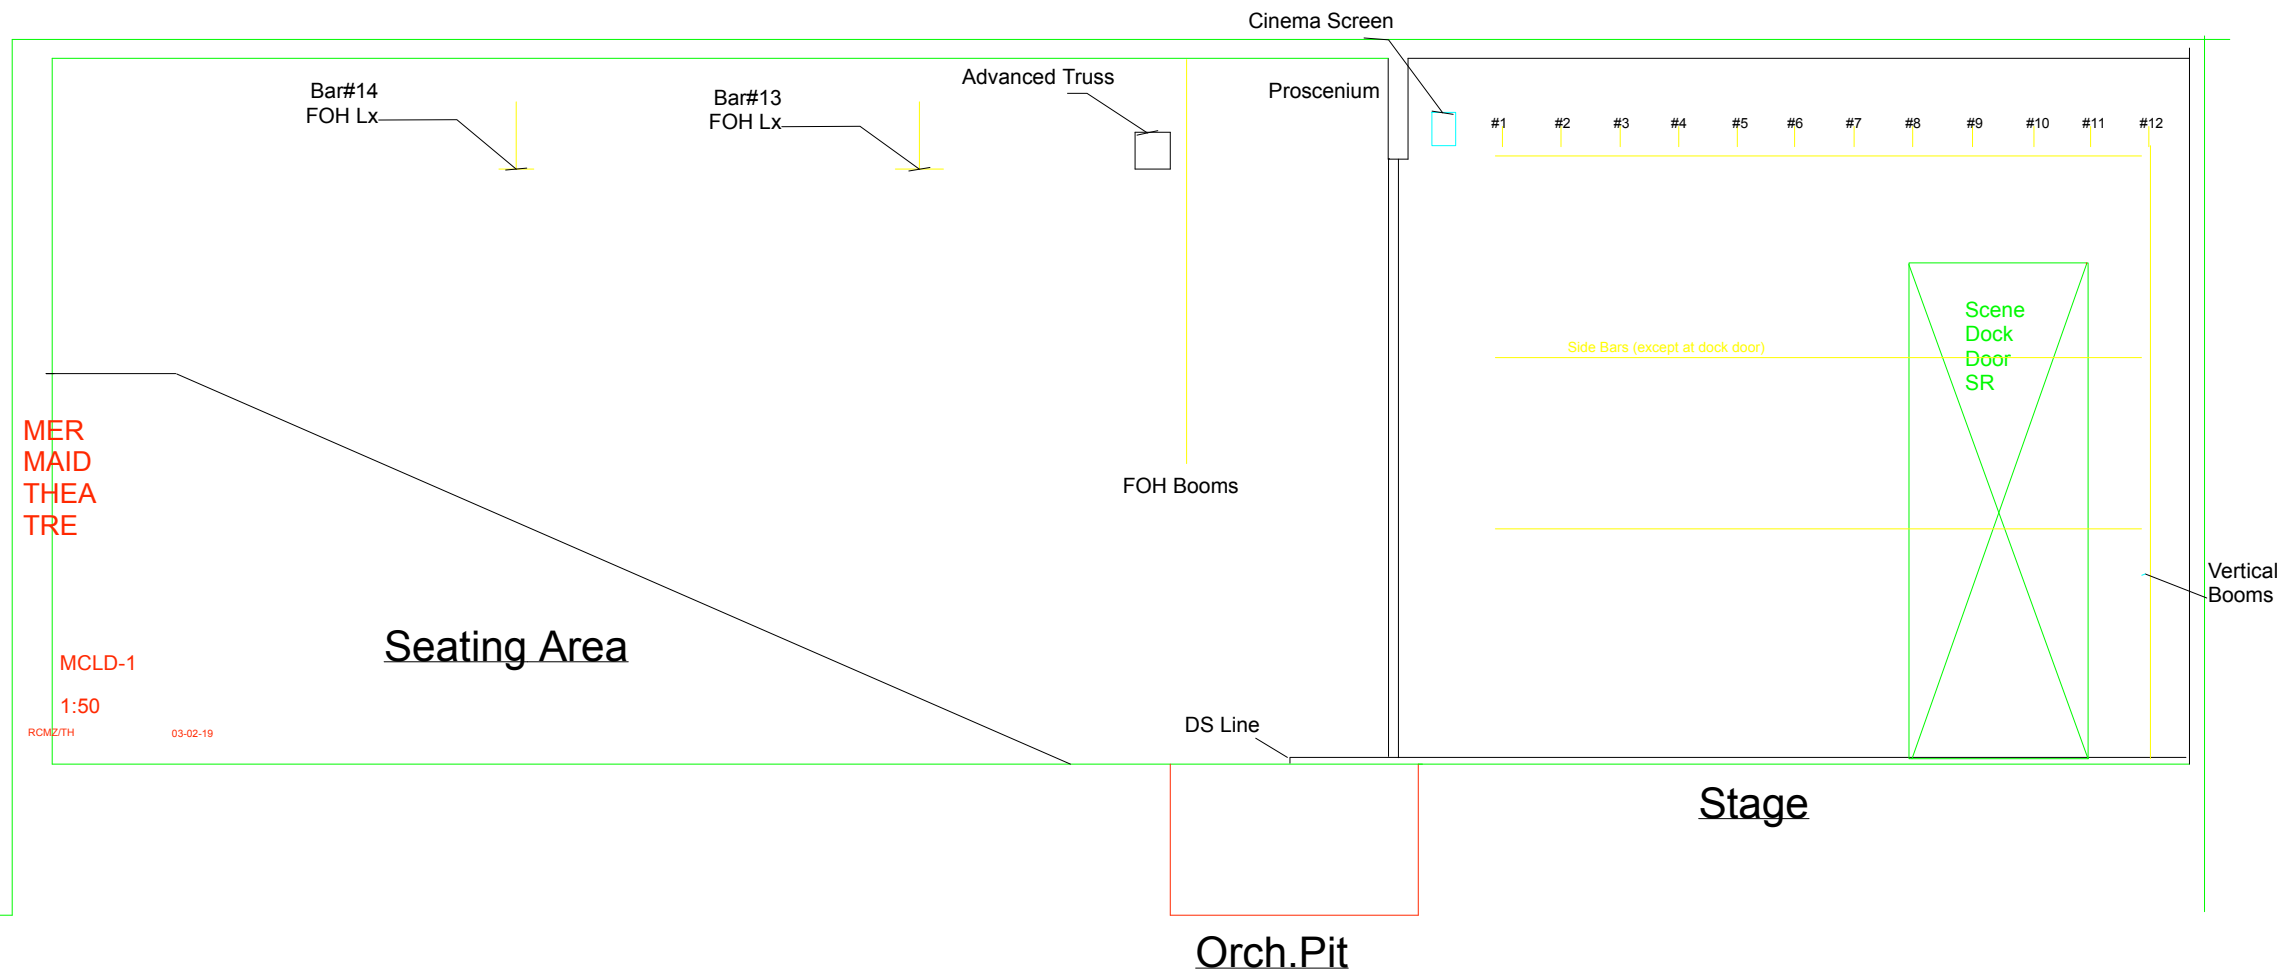 Cinema Screen
Advanced Truss
Bar#14
FOH Lx
Bar#13
FOH Lx
Proscenium
#1 #2 #3 #4 #5 #6 #7 #8 #9 #10 #11 #12
Scene
Dock
Door
SR
Side Bars (except at dock door)
MER
MAID
THEA
TRE
FOH Booms
Vertical
Booms
Seating Area
MCLD-1
1:50
RCMZ/TH 03-02-19
DS Line
Stage
Orch.Pit